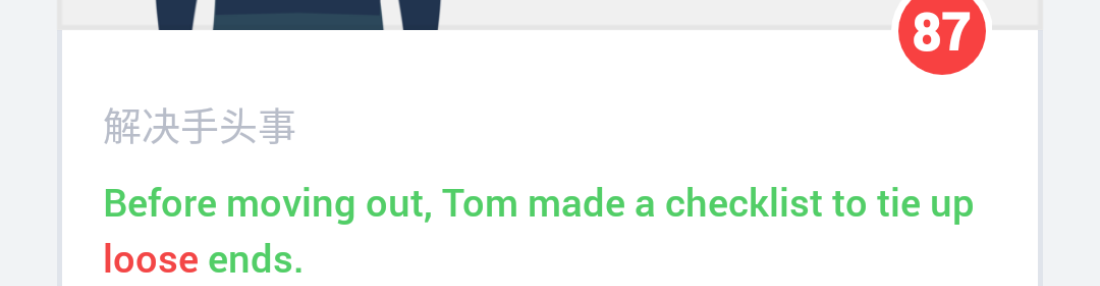 87
解决手头事
Before moving out, Tom made a checklist to tie up
loose ends.